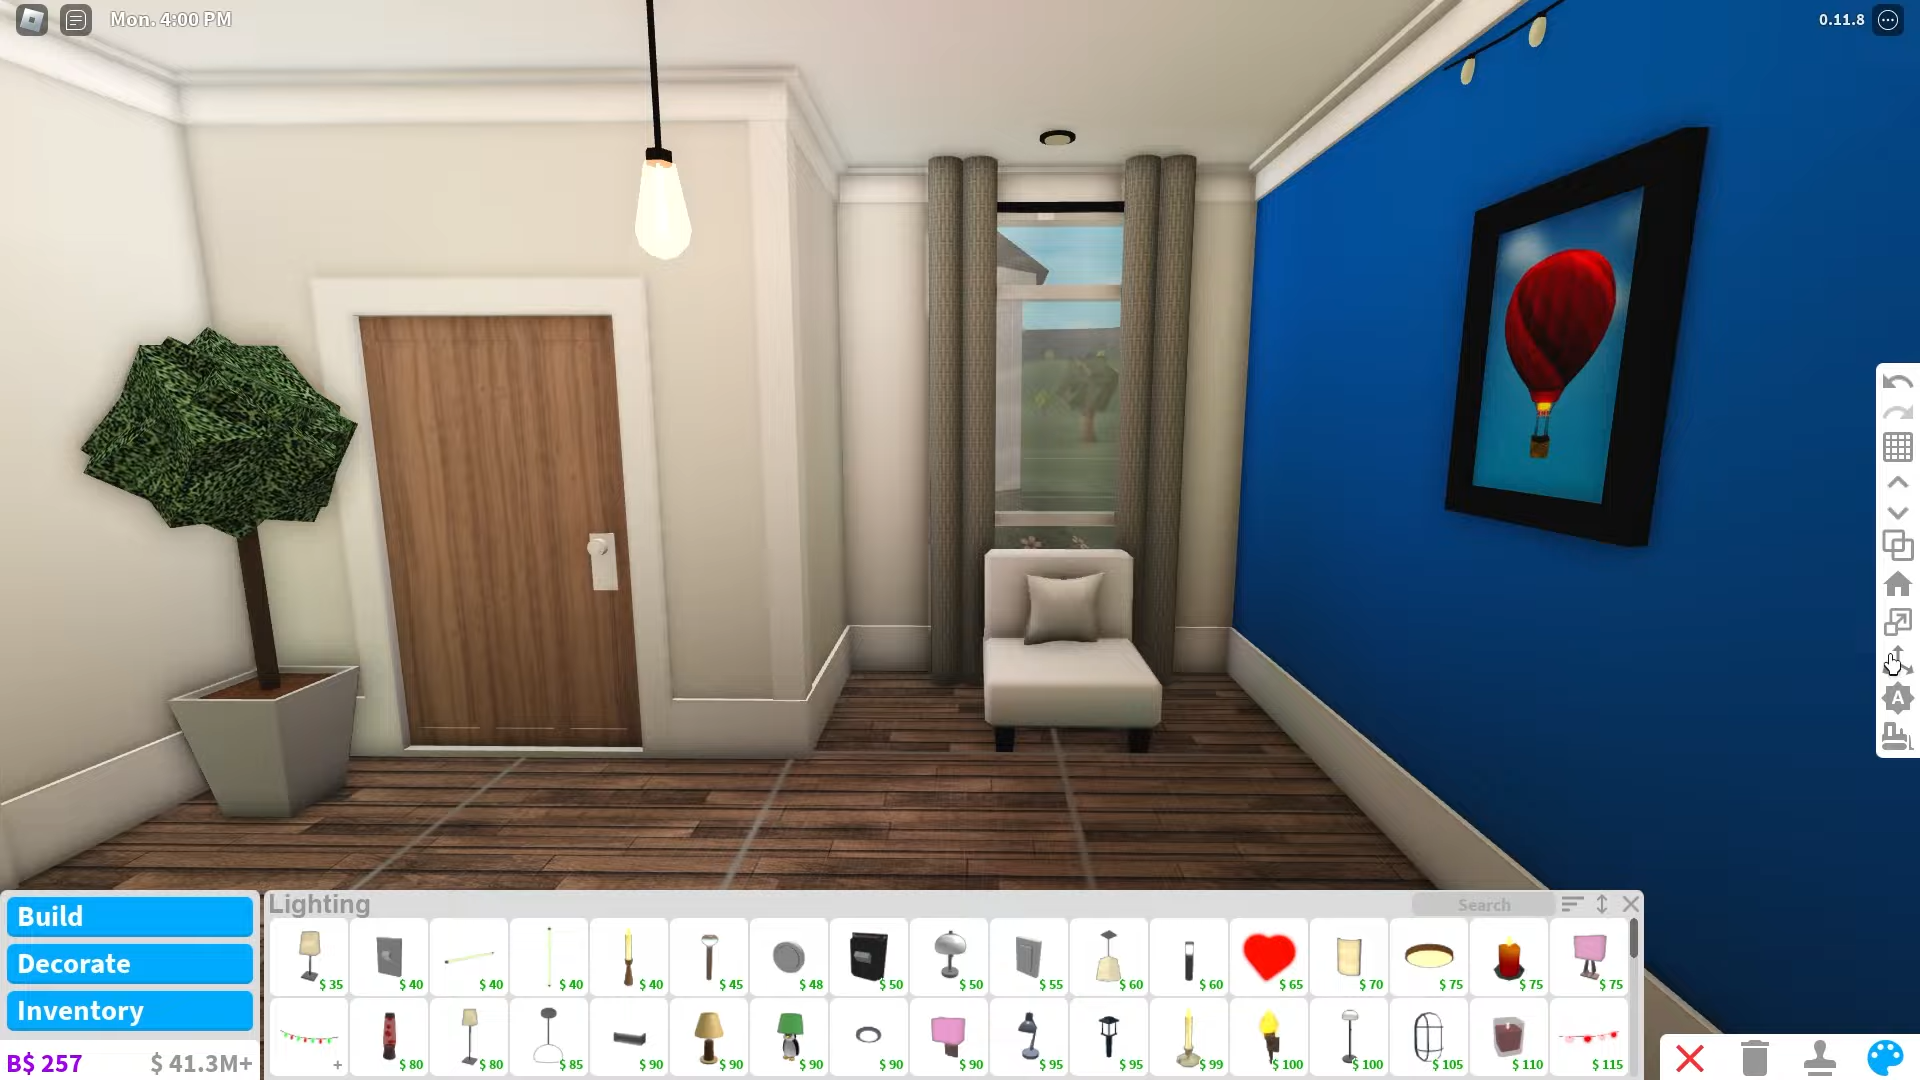 Mon. 4:00 PM
0.11.8
A
Build
Decorate
Inventory
B$ 257
$ 41.3M+
Lighting
Search
$ 35 $ 40 $ 40 $ 40 $ 40 $ 45 $ 48 $ 50 $ 50 $ 55 $ 60 $ 60 $ 65 $ 70 $ 75 $ 75 $ 75
+ $ 80 $ 80 $ 85 $ 90 $ 90 $ 90 $ 90 $ 90 $ 95 $ 95 $ 99 $ 100 $ 100 $ 105 $ 110 $ 115